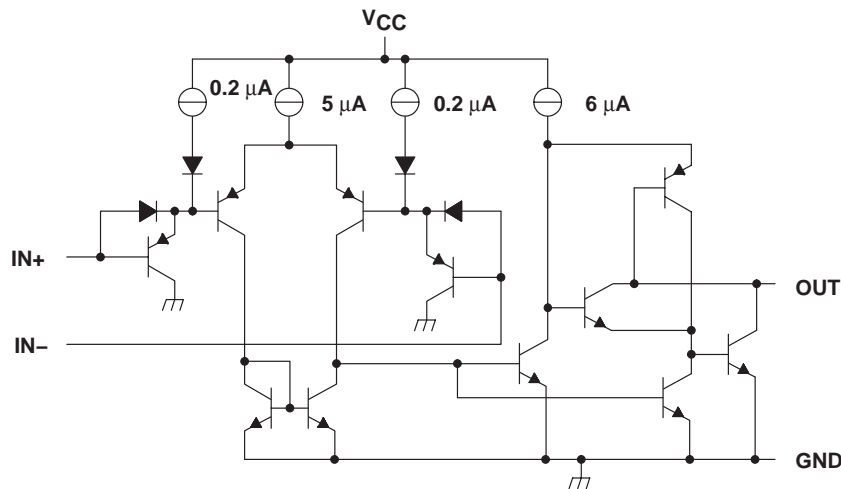 VCC
0.2 μA
5 μA
0.2 μA
6 μA
IN+
OUT
IN−
GND